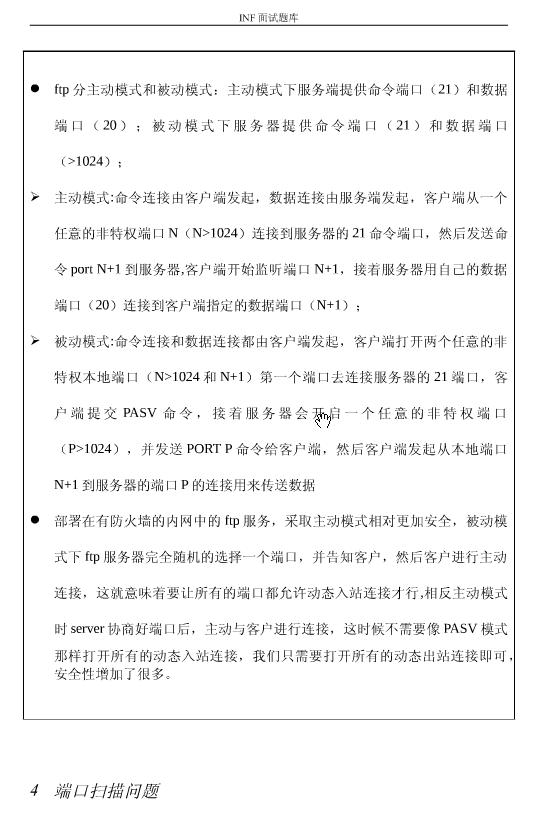 INF 面试题库
● ftp 分主动模式和被动模式：主动模式下服务端提供命令端口（21）和数据
端口（20）；被动模式下服务器提供命令端口（21）和数据端口
（>1024）；
➢ 主动模式:命令连接由客户端发起，数据连接由服务端发起，客户端从一个
任意的非特权端口 N（N>1024）连接到服务器的 21 命令端口，然后发送命
令 port N+1 到服务器,客户端开始监听端口 N+1，接着服务器用自己的数据
端口（20）连接到客户端指定的数据端口（N+1）；
➢ 被动模式:命令连接和数据连接都由客户端发起，客户端打开两个任意的非
特权本地端口（N>1024 和 N+1）第一个端口去连接服务器的 21 端口，客
户端提交 PASV 命令，接着服务器会开启一个任意的非特权端口
（P>1024），并发送 PORT P 命令给客户端，然后客户端发起从本地端口
N+1 到服务器的端口 P 的连接用来传送数据
● 部署在有防火墙的内网中的 ftp 服务，采取主动模式相对更加安全，被动模
式下 ftp 服务器完全随机的选择一个端口，并告知客户，然后客户进行主动
连接，这就意味着要让所有的端口都允许动态入站连接才行,相反主动模式
时 server 协商好端口后，主动与客户进行连接，这时候不需要像 PASV 模式
那样打开所有的动态入站连接，我们只需要打开所有的动态出站连接即可，
安全性增加了很多。
4 端口扫描问题